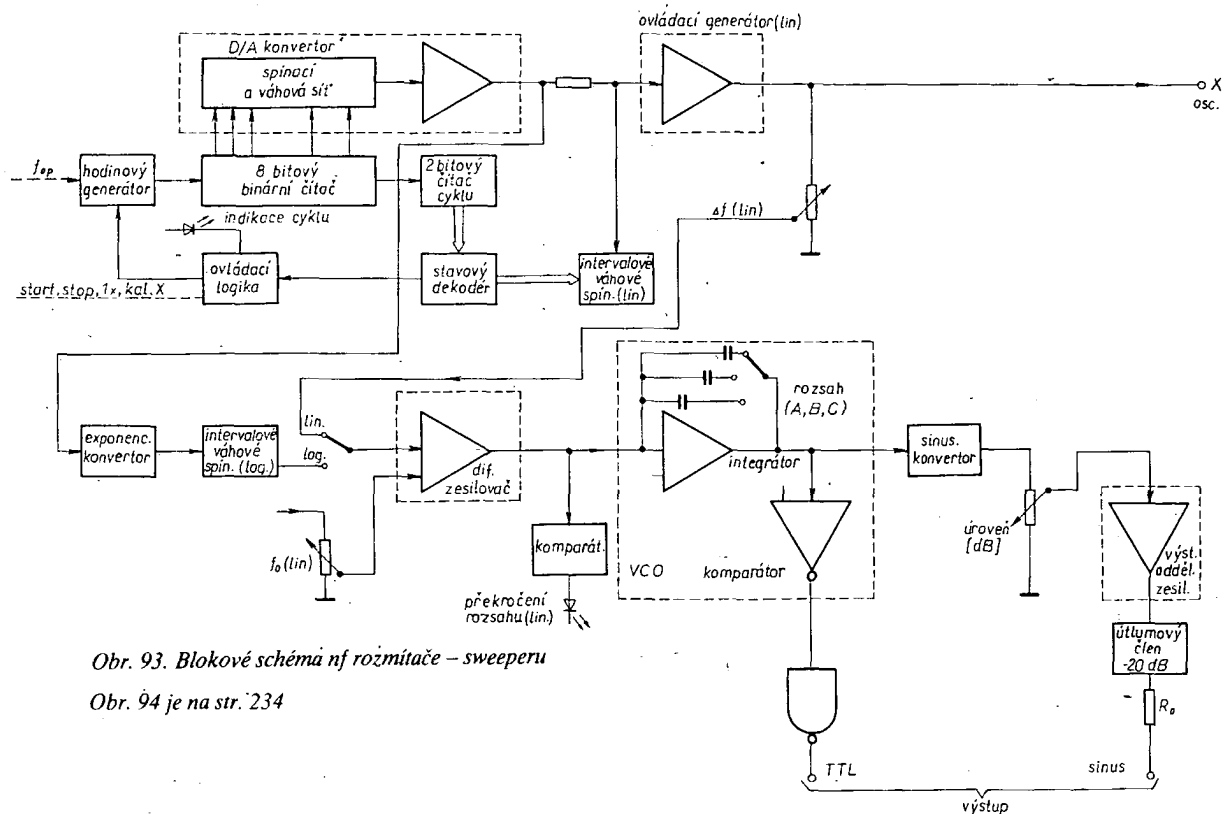 ovládací generátor(lin)
D/A konvertor
spínací
a váhová síť
X
osc.
fop
hodinový
generátor
8 bitový
binární čítač
2bitový
čítač
cyklu
indikace cyklu
Δf(lin)
ovládací
logika
stavový
dekodér
intervalové
váhové
spín.(lin)
start, stop, 1x, kal. X
exponenc.
konvertor
intervalové
váhové
spín. (log.)
lin.
log.
dif.
zesilovač
rozsah
(A, B, C)
integrátor
sinus.
konvertor
f₀(lin)
komparát.
VCO
komparátor
úroveň
[dB]
výst.
odděl.
zesil.
překročení
rozsahu(lin.)
útlumový
člen
-20 dB
R₀
Obr. 93. Blokové schéma nf rozmítače – sweeperu
Obr. 94 je na str. 234
TTL
sinus
výstup